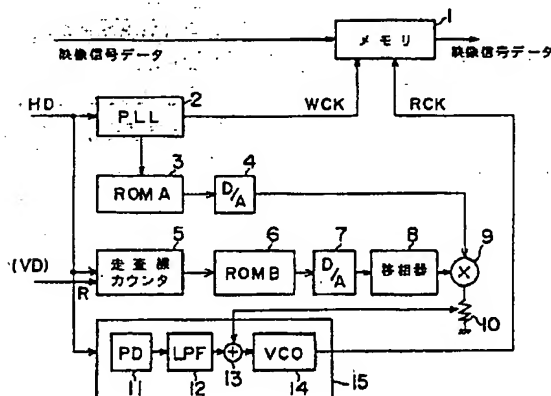 1
メモリ
映像信号データ
映像信号データ
HD
2
PLL
WCK
RCK
3
4
ROM A
D/A
5
6
7
8
9
(VD)
R
走査線
カウンタ
ROM B
D/A
移相器
×
10
PD
LPF
+
13
VCO
11
12
14
15